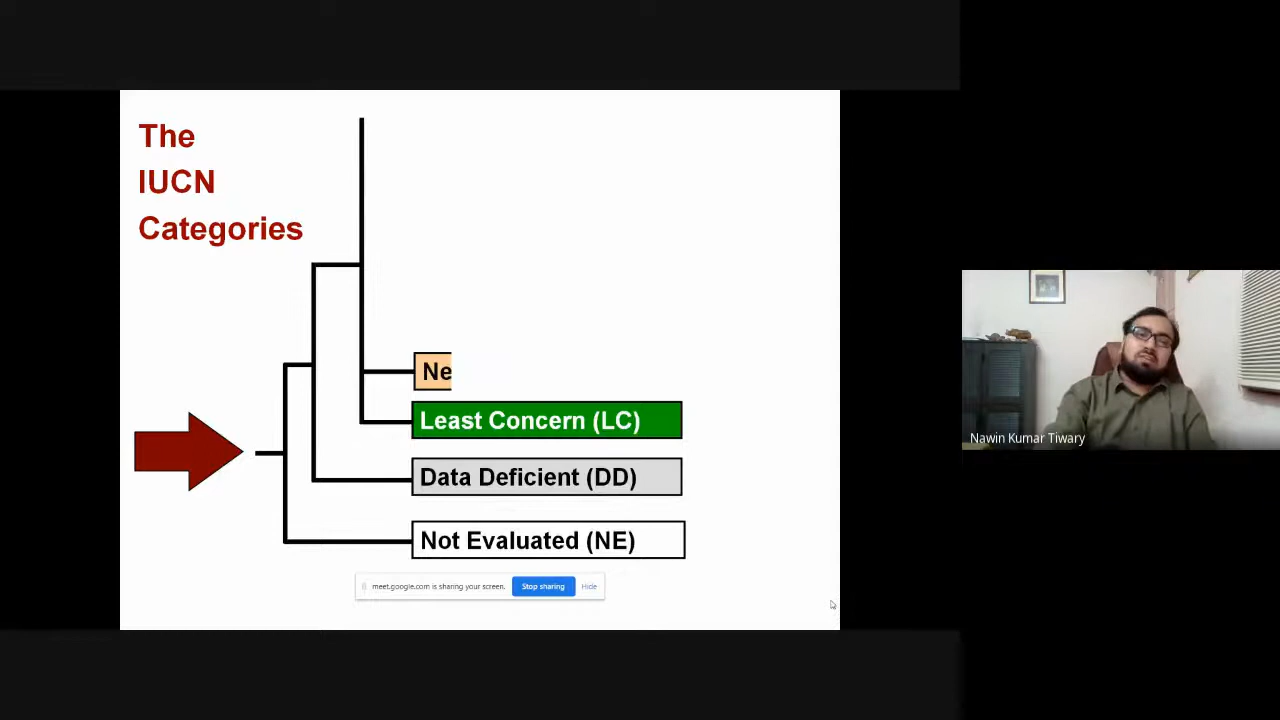 The
IUCN
Categories
Ne
Least Concern (LC)
Data Deficient (DD)
Not Evaluated (NE)
meet.google.com is sharing your screen. Stop sharing Hide
Nawin Kumar Tiwary